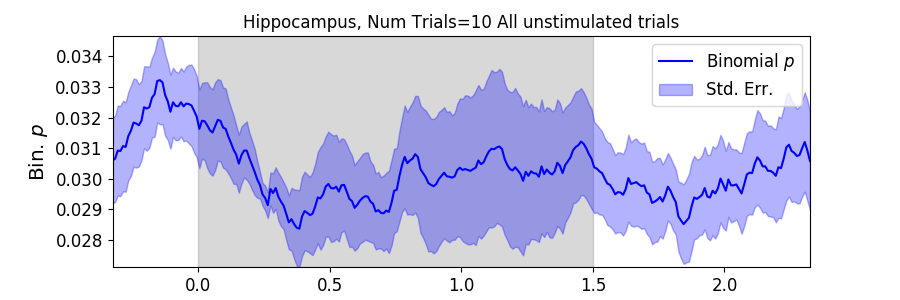 Hippocampus, Num Trials=10 All unstimulated trials
Bin. p
0.034
0.033
0.032
0.031
0.030
0.029
0.028
Binomial p
Std. Err.
0.0 0.5 1.0 1.5 2.0